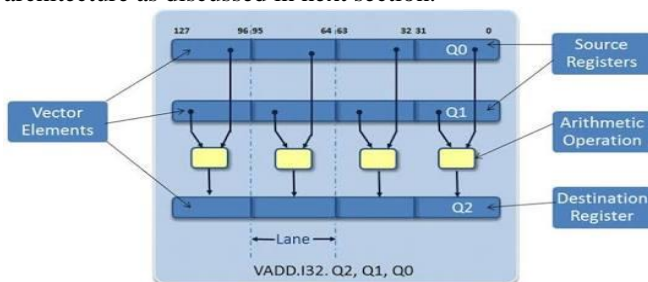 architecture as discussed in next section.
127 96 95 64 63 32 31 0
Q0
Source
Registers
Vector
Elements
Q1
Arithmetic
Operation
Q2
Destination
Register
Lane
VADD.I32. Q2, Q1, Q0